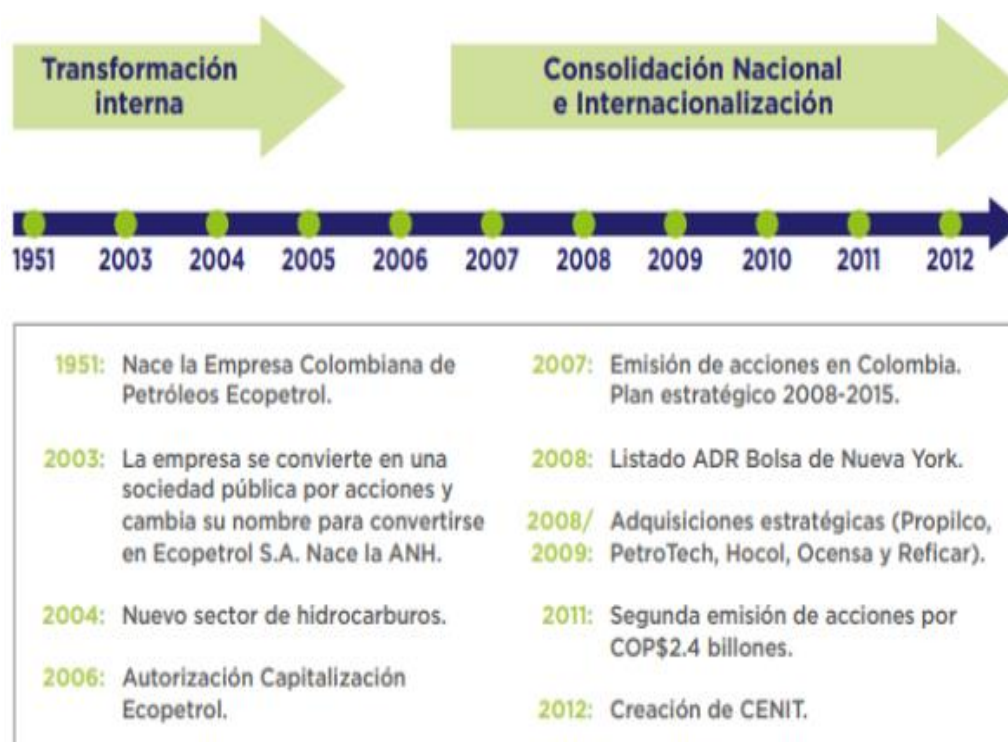 Transformación
interna
Consolidación Nacional
e Internacionalización
1951 2003 2004 2005 2006 2007 2008 2009 2010 2011 2012
1951: Nace la Empresa Colombiana de
Petróleos Ecopetrol.
2003: La empresa se convierte en una
sociedad pública por acciones y
cambia su nombre para convertirse
en Ecopetrol S.A. Nace la ANH.
2004: Nuevo sector de hidrocarburos.
2006: Autorización Capitalización
Ecopetrol.
2007: Emisión de acciones en Colombia.
Plan estratégico 2008-2015.
2008: Listado ADR Bolsa de Nueva York.
2008/ Adquisiciones estratégicas (Propilco,
2009: PetroTech, Hocol, Ocensa y Reficar).
2011: Segunda emisión de acciones por
COP$2.4 billones.
2012: Creación de CENIT.